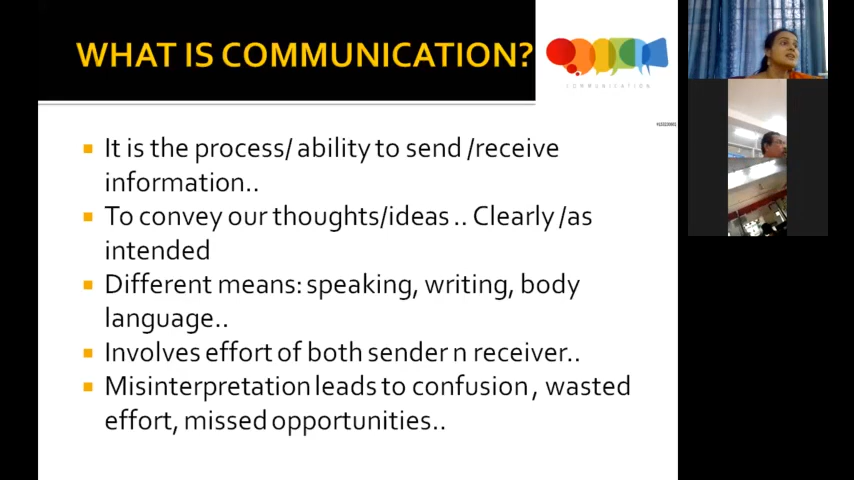 WHAT IS COMMUNICATION?
COMMUNICATION
It is the process/ ability to send /receive
information..
To convey our thoughts/ideas .. Clearly /as
intended
Different means: speaking, writing, body
language..
Involves effort of both sender n receiver..
Misinterpretation leads to confusion , wasted
effort, missed opportunities..